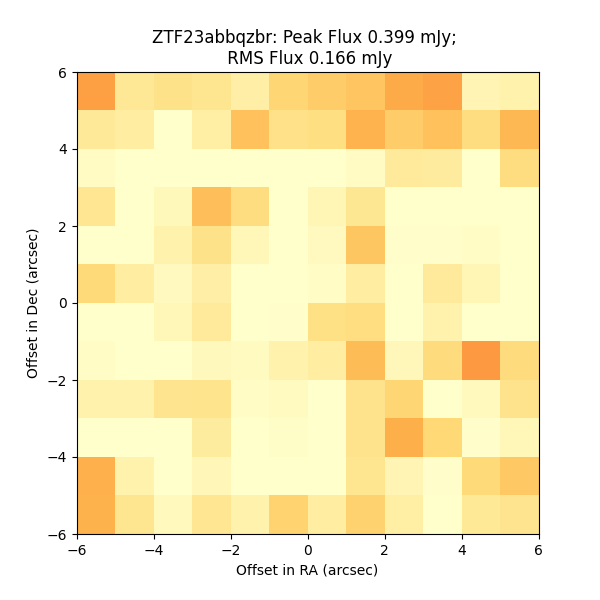 ZTF23abbqzbr: Peak Flux 0.399 mJy;
RMS Flux 0.166 mJy
6
4
2
0
−2
−4
−6
Offset in Dec (arcsec)
−6 −4 −2 0 2 4 6
Offset in RA (arcsec)